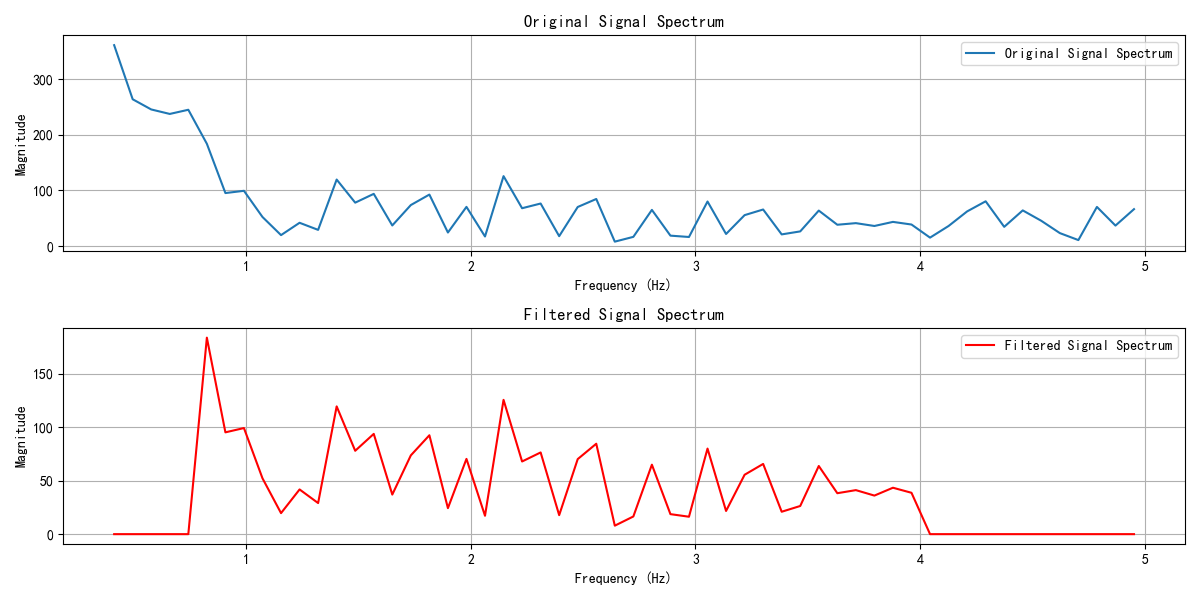 Original Signal Spectrum
Original Signal Spectrum
Magnitude
300
200
100
0
1 2 3 4 5
Frequency (Hz)
Filtered Signal Spectrum
Filtered Signal Spectrum
Magnitude
150
100
50
0
1 2 3 4 5
Frequency (Hz)